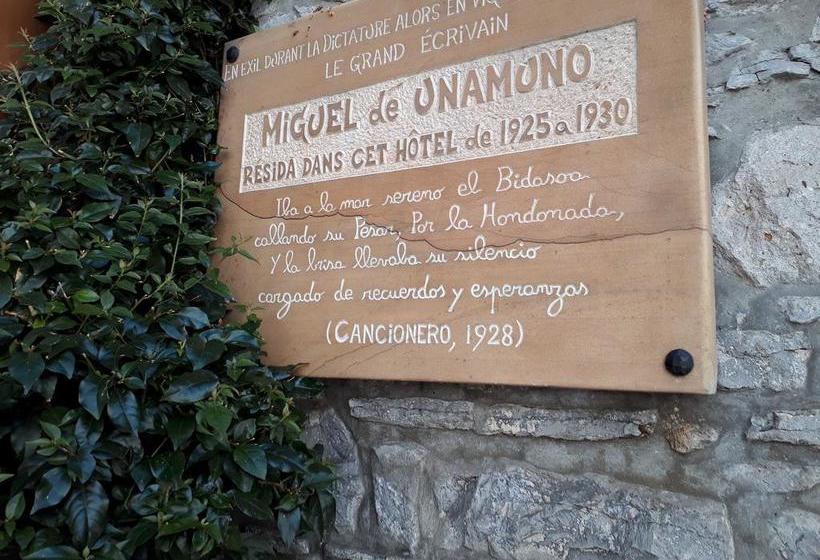 EN EXIL DURANT LA DICTATURE ALORS EN
LE GRAND ÉCRIVAIN
MiGUEL de UNAMUNO
RESIDA DANS CET HÔTEL de 1925 a 1930
Iba a la mar sereno el Bidasoa
callando su Pesar, Por la Hondonada,
Y la brisa llevaba su silencio
cargado de recuerdos y esperanzas
(CANCIONERO, 1928)